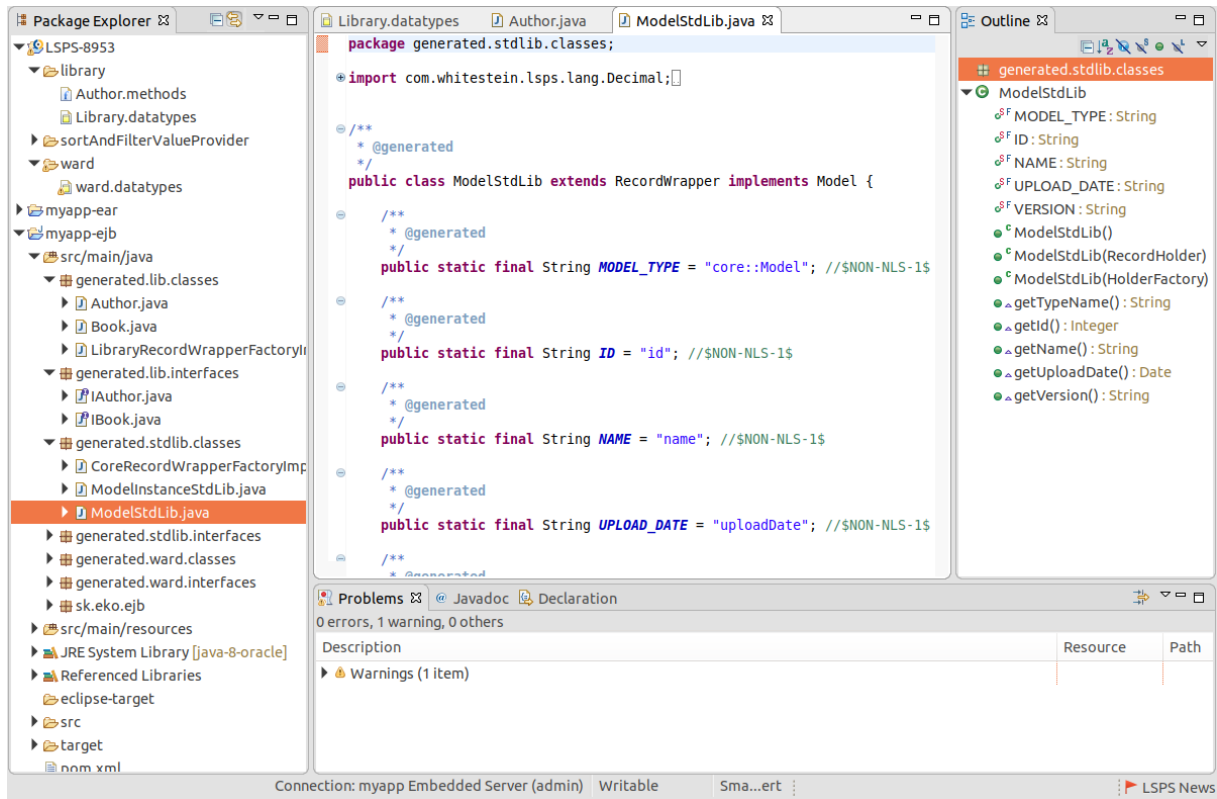 Package Explorer
LSPS-8953
library
Author.methods
Library.datatypes
sortAndFilterValueProvider
ward
ward.datatypes
myapp-ear
myapp-ejb
src/main/java
generated.lib.classes
Author.java
Book.java
LibraryRecordWrapperFactoryI
generated.lib.interfaces
IAuthor.java
IBook.java
generated.stdlib.classes
CoreRecordWrapperFactoryImp
ModelInstanceStdLib.java
ModelStdLib.java
generated.stdlib.interfaces
generated.ward.classes
generated.ward.interfaces
sk.eko.ejb
src/main/resources
JRE System Library [java-8-oracle]
Referenced Libraries
eclipse-target
src
target
pom.xml
Library.datatypes Author.java ModelStdLib.java
package generated.stdlib.classes;
import com.whitestein.lsps.lang.Decimal;
/**
* @generated
*/
public class ModelStdLib extends RecordWrapper implements Model {
/**
* @generated
*/
public static final String MODEL_TYPE = "core::Model"; //$NON-NLS-1$
/**
* @generated
*/
public static final String ID = "id"; //$NON-NLS-1$
/**
* @generated
*/
public static final String NAME = "name"; //$NON-NLS-1$
/**
* @generated
*/
public static final String UPLOAD_DATE = "uploadDate"; //$NON-NLS-1$
/**
* @generated
Outline
generated.stdlib.classes
ModelStdLib
MODEL_TYPE : String
ID : String
NAME : String
UPLOAD_DATE : String
VERSION : String
ModelStdLib()
ModelStdLib(RecordHolder)
ModelStdLib(HolderFactory)
getTypeName() : String
getId() : Integer
getName() : String
getUploadDate() : Date
getVersion() : String
Problems @ Javadoc Declaration
0 errors, 1 warning, 0 others
Description Resource Path
Warnings (1 item)
Connection: myapp Embedded Server (admin) Writable Sma...ert LSPS News